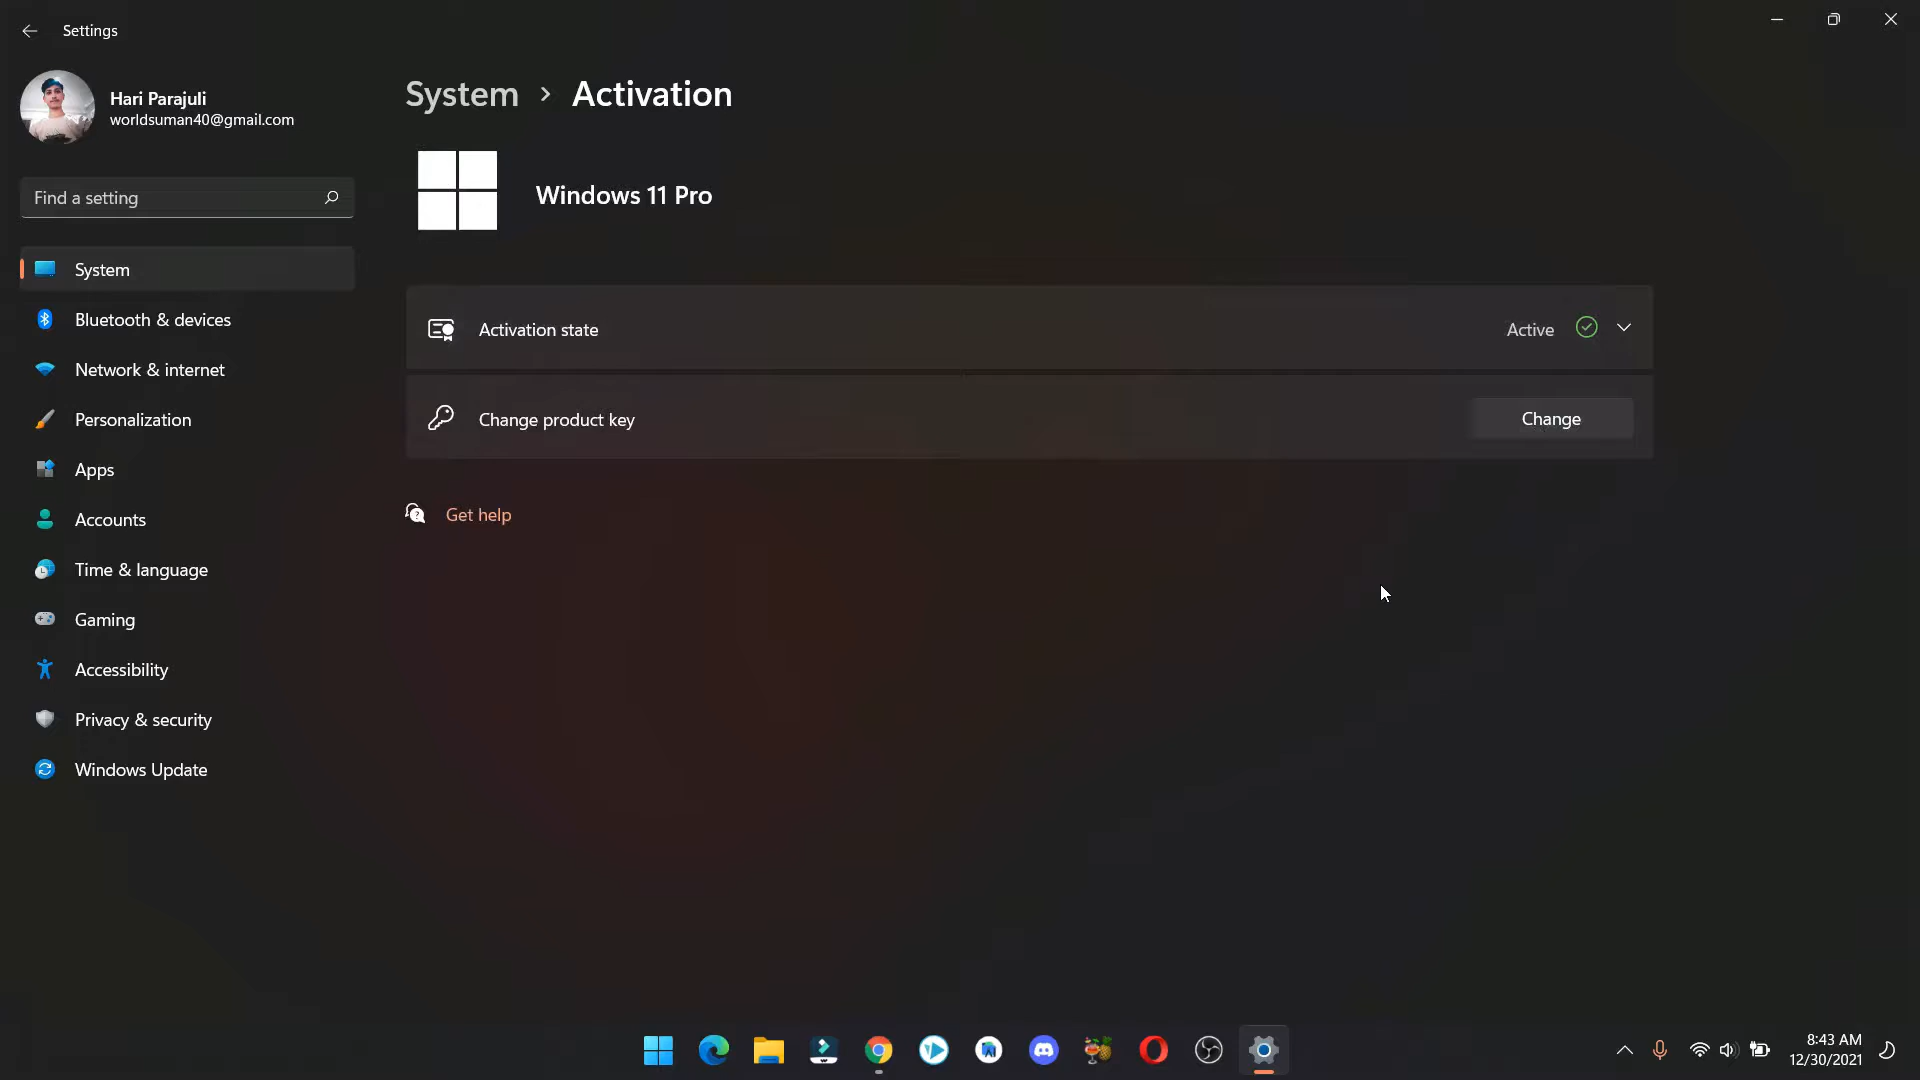 Settings
Hari Parajuli
worldsuman40@gmail.com
Find a setting
System
Bluetooth & devices
Network & internet
Personalization
Apps
Accounts
Time & language
Gaming
Accessibility
Privacy & security
Windows Update
System > Activation
Windows 11 Pro
Activation state Active
Change product key Change
Get help
8:43 AM
12/30/2021